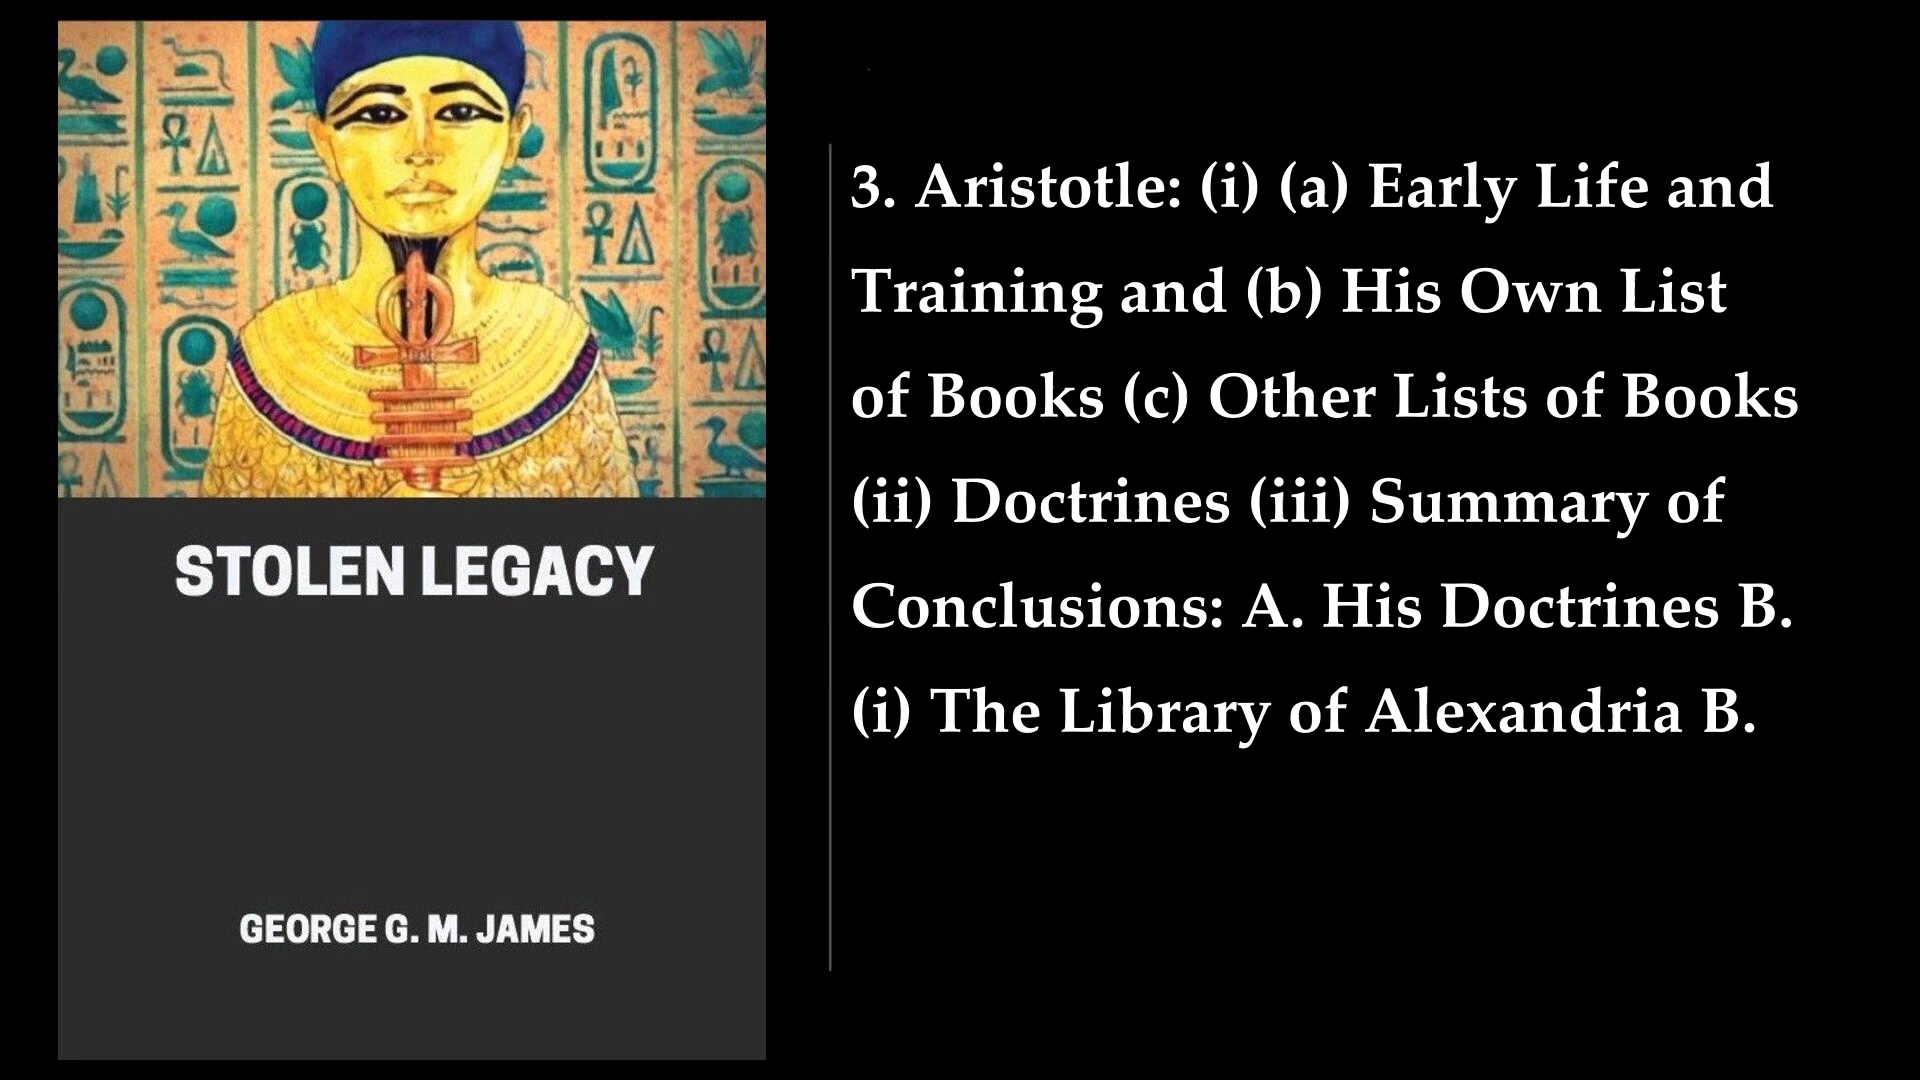 STOLEN LEGACY
GEORGE G. M. JAMES
3. Aristotle: (i) (a) Early Life and
Training and (b) His Own List
of Books (c) Other Lists of Books
(ii) Doctrines (iii) Summary of
Conclusions: A. His Doctrines B.
(i) The Library of Alexandria B.